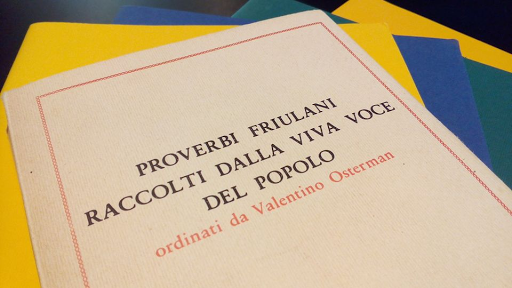 PROVERBI FRIULANI
RACCOLTI DALLA VIVA VOCE
DEL POPOLO
ordinati da Valentino Osterman